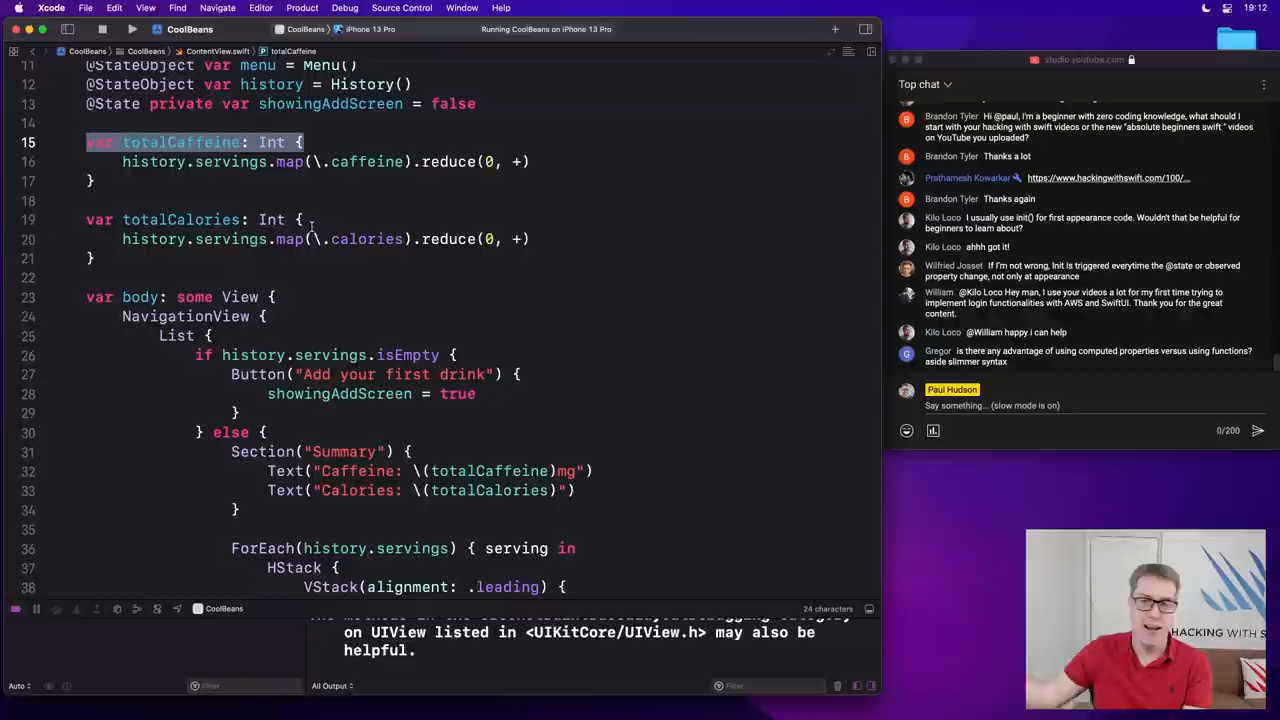 Xcode File Edit View Find Navigate Editor Product Debug Source Control Window Help 19:12
CoolBeans CoolBeans iPhone 13 Pro Running CoolBeans on iPhone 13 Pro
CoolBeans CoolBeans ContentView.swift totalCaffeine
11 @StateObject var menu = Menu()
12 @StateObject var history = History()
13 @State private var showingAddScreen = false
14
15 var totalCaffeine: Int {
16 history.servings.map(\.caffeine).reduce(0, +)
17 }
18
19 var totalCalories: Int {
20 history.servings.map(\.calories).reduce(0, +)
21 }
22
23 var body: some View {
24 NavigationView {
25 List {
26 if history.servings.isEmpty {
27 Button("Add your first drink") {
28 showingAddScreen = true
29 }
30 } else {
31 Section("Summary") {
32 Text("Caffeine: \(totalCaffeine)mg")
33 Text("Calories: \(totalCalories)")
34 }
35
36 ForEach(history.servings) { serving in
37 HStack {
38 VStack(alignment: .leading) {
CoolBeans 24 characters
on UIView listed in <UIKitCore/UIView.h> may also be
helpful.
Auto Filter All Output Filter
studio.youtube.com
Top chat
Brandon Tyler Hi @paul, I'm a beginner with zero coding knowledge, what should I
start with your hacking with swift videos or the new "absolute beginners swift " videos
on YouTube you uploaded?
Brandon Tyler Thanks a lot
Prathamesh Kowarkar https://www.hackingwithswift.com/100/...
Brandon Tyler Thanks again
Kilo Loco I usually use init() for first appearance code. Wouldn't that be helpful for
beginners to learn about?
Kilo Loco ahhh got it!
Wilfried Josset If I'm not wrong, Init is triggered everytime the @state or observed
property change, not only at appearance
William @Kilo Loco Hey man, I use your videos a lot for my first time trying to
implement login functionalities with AWS and SwiftUI. Thank you for the great
content.
Kilo Loco @William happy i can help
Gregor is there any advantage of using computed properties versus using functions?
aside slimmer syntax
Paul Hudson
Say something... (slow mode is on)
0/200
HACKING WITH S